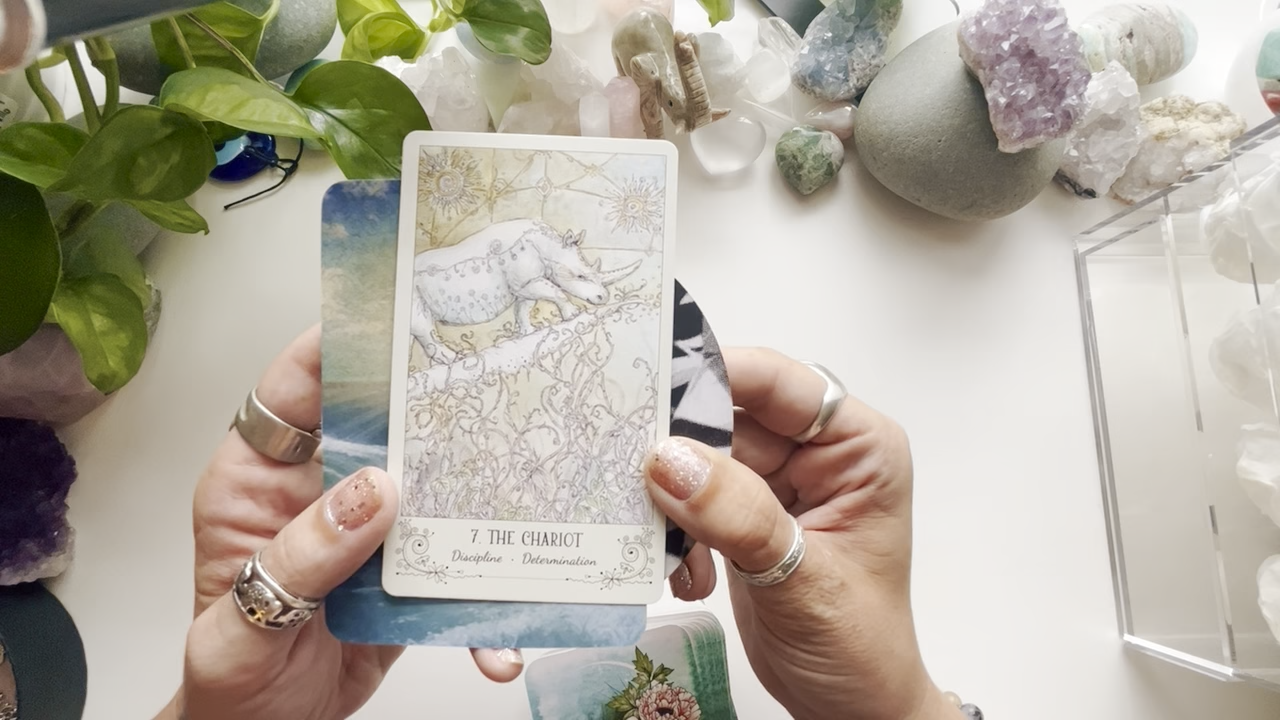 7. THE CHARIOT
Discipline · Determination